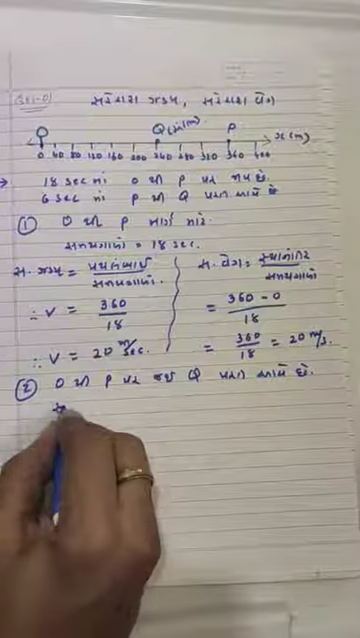 સરેરાશ ઝડપ, સરેરાશ વેગ
O Q P
0 40 80 120 160 200 240 280 320 360 400 x(m)
→ 18 sec માં O થી P પર જાય છે.
6 sec માં P થી Q પરત આવે છે
① O થી P માર્ગ માટે
સમયગાળો = 18 sec.
સ. ઝડપ = પથલંબાઈ / સમયગાળો
∴ V = 360 / 18
∴ V = 20 m/sec.
સ. વેગ = સ્થાનાંતર / સમયગાળો
= 360 - 0 / 18
= 360 / 18 = 20 m/s.
② O થી P પર જઈ Q પરત આવે છે.